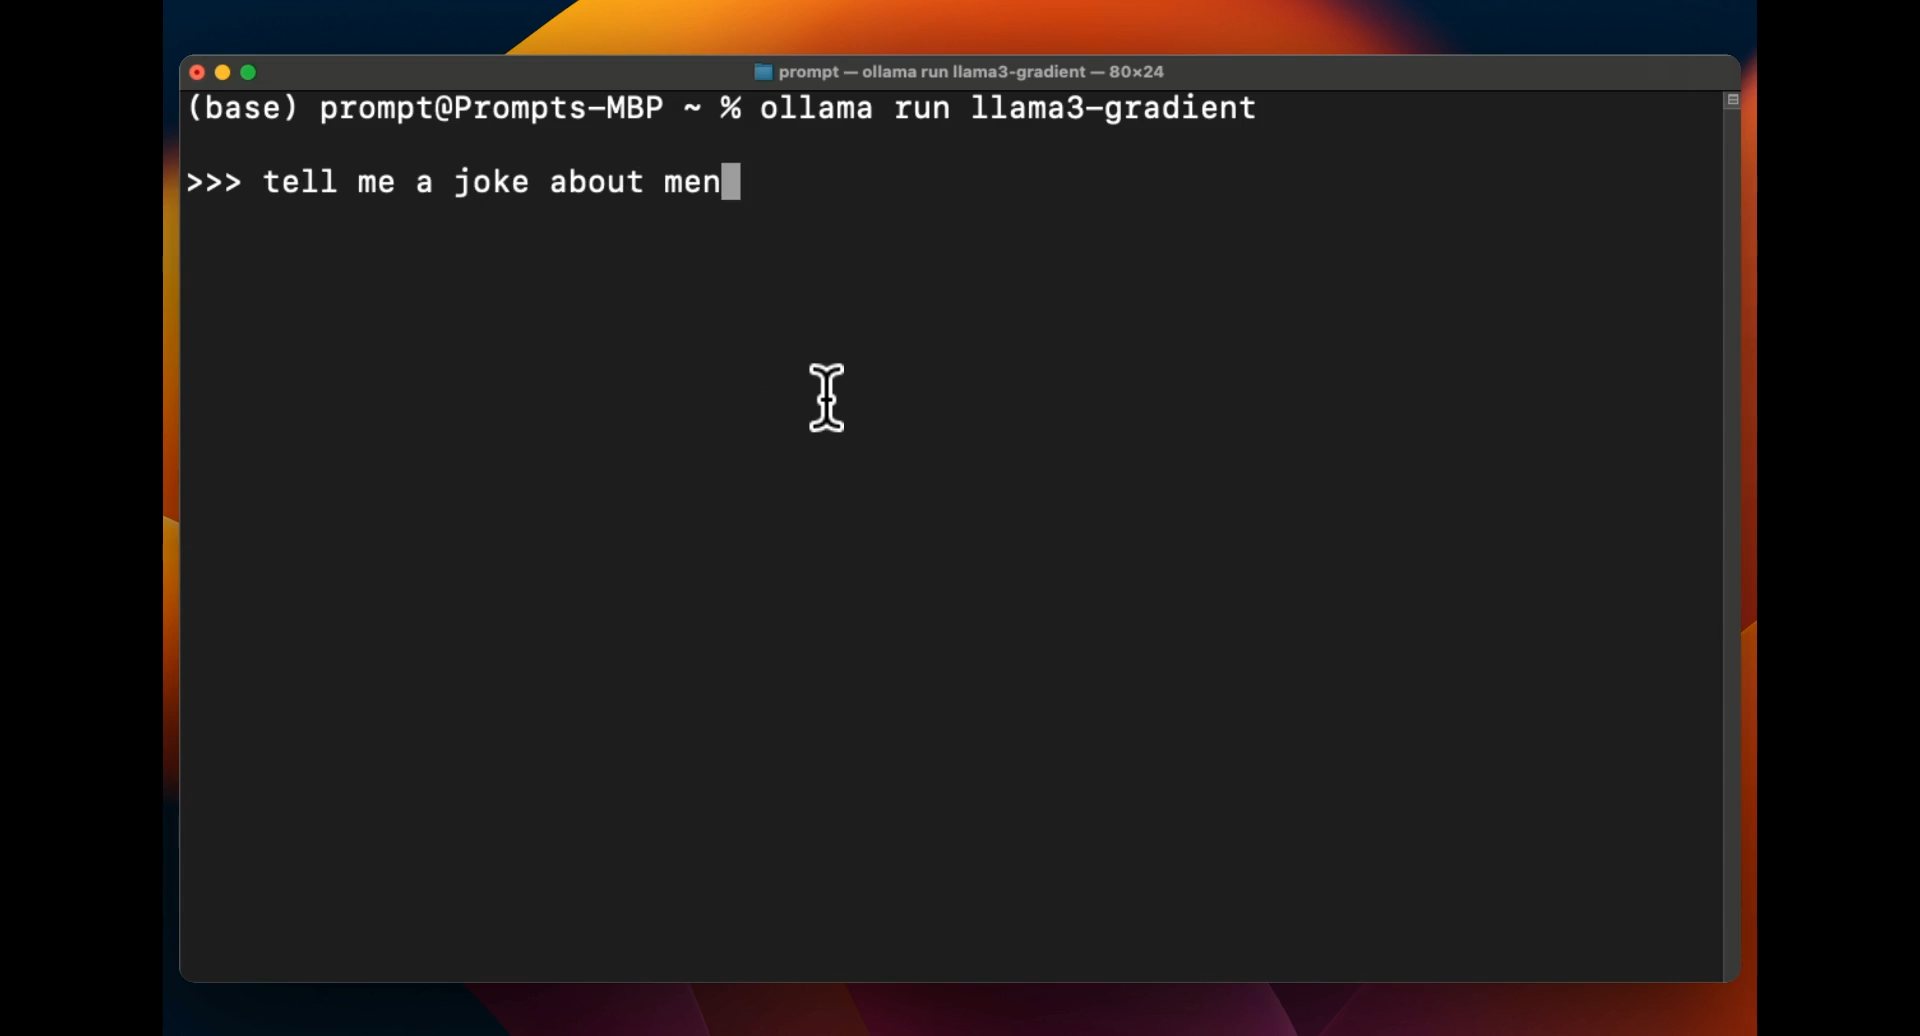 prompt — ollama run llama3-gradient — 80×24
(base) prompt@Prompts-MBP ~ % ollama run llama3-gradient
>>> tell me a joke about men